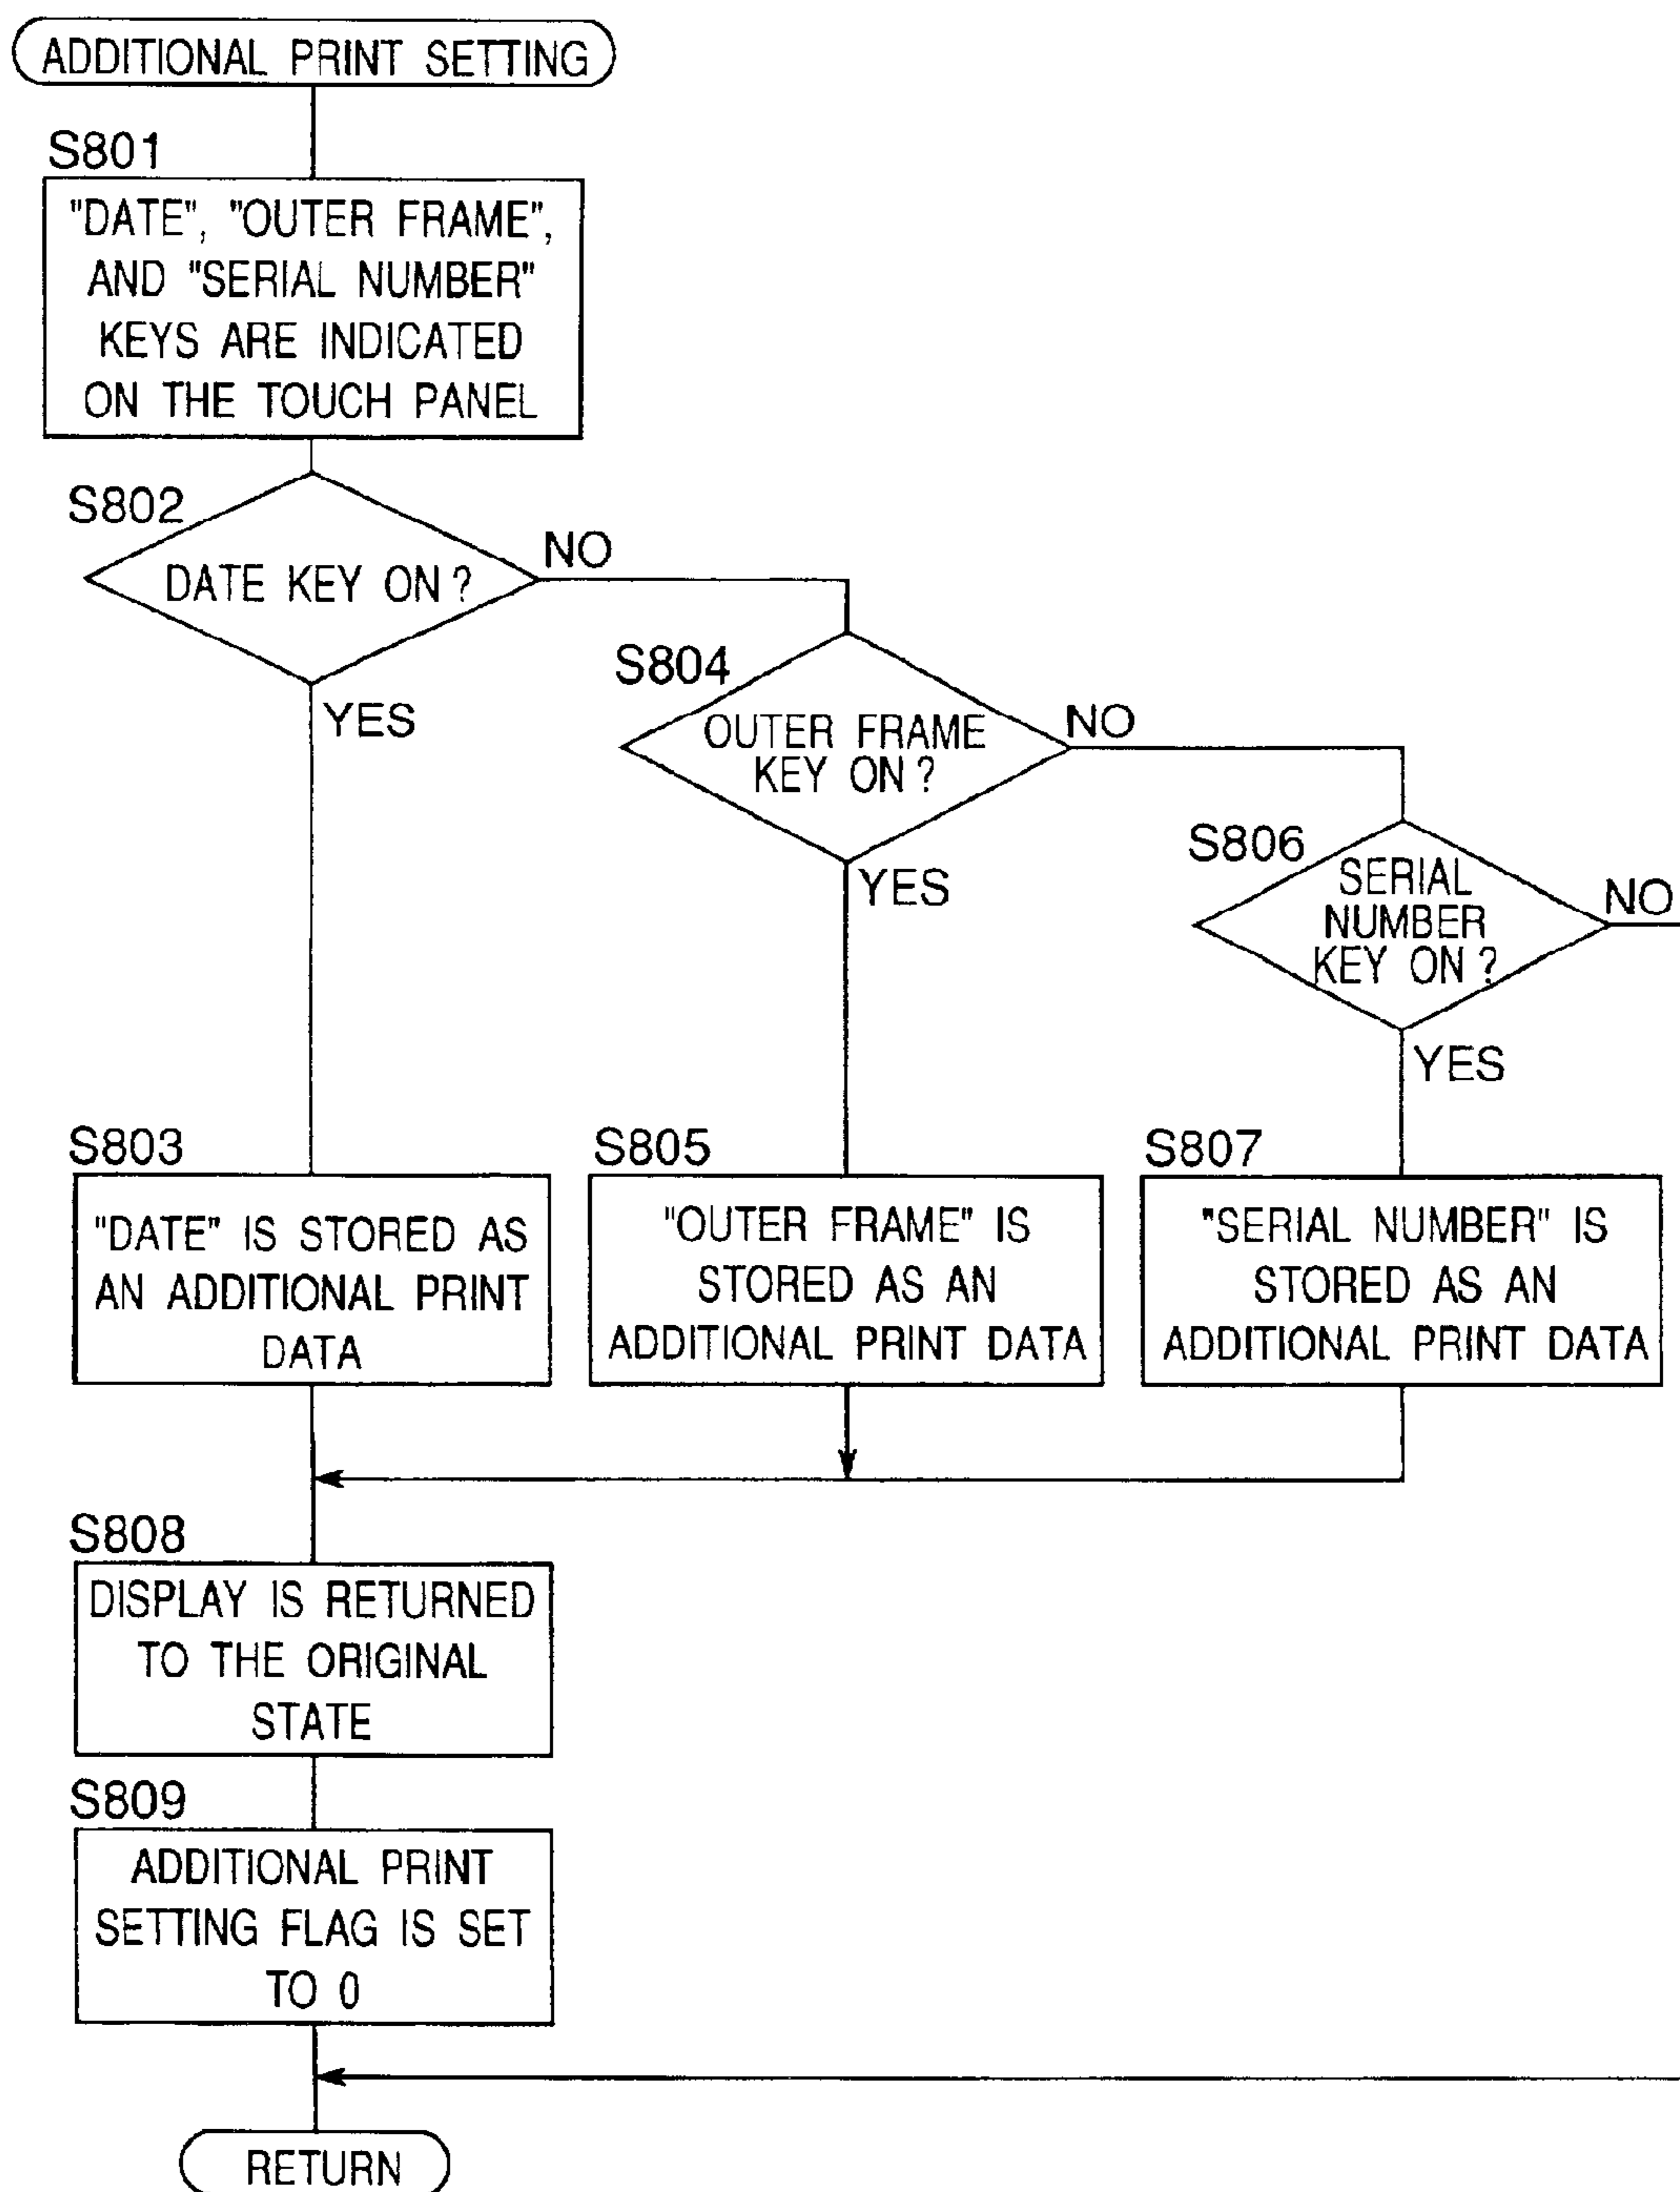 ADDITIONAL PRINT SETTING
S801
"DATE", "OUTER FRAME",
AND "SERIAL NUMBER"
KEYS ARE INDICATED
ON THE TOUCH PANEL
S802
DATE KEY ON ?
NO
YES
S804
OUTER FRAME
KEY ON ?
NO
YES
S806
SERIAL
NUMBER
KEY ON ?
NO
YES
S803
"DATE" IS STORED AS
AN ADDITIONAL PRINT
DATA
S805
"OUTER FRAME" IS
STORED AS AN
ADDITIONAL PRINT DATA
S807
"SERIAL NUMBER" IS
STORED AS AN
ADDITIONAL PRINT DATA
S808
DISPLAY IS RETURNED
TO THE ORIGINAL
STATE
S809
ADDITIONAL PRINT
SETTING FLAG IS SET
TO 0
RETURN